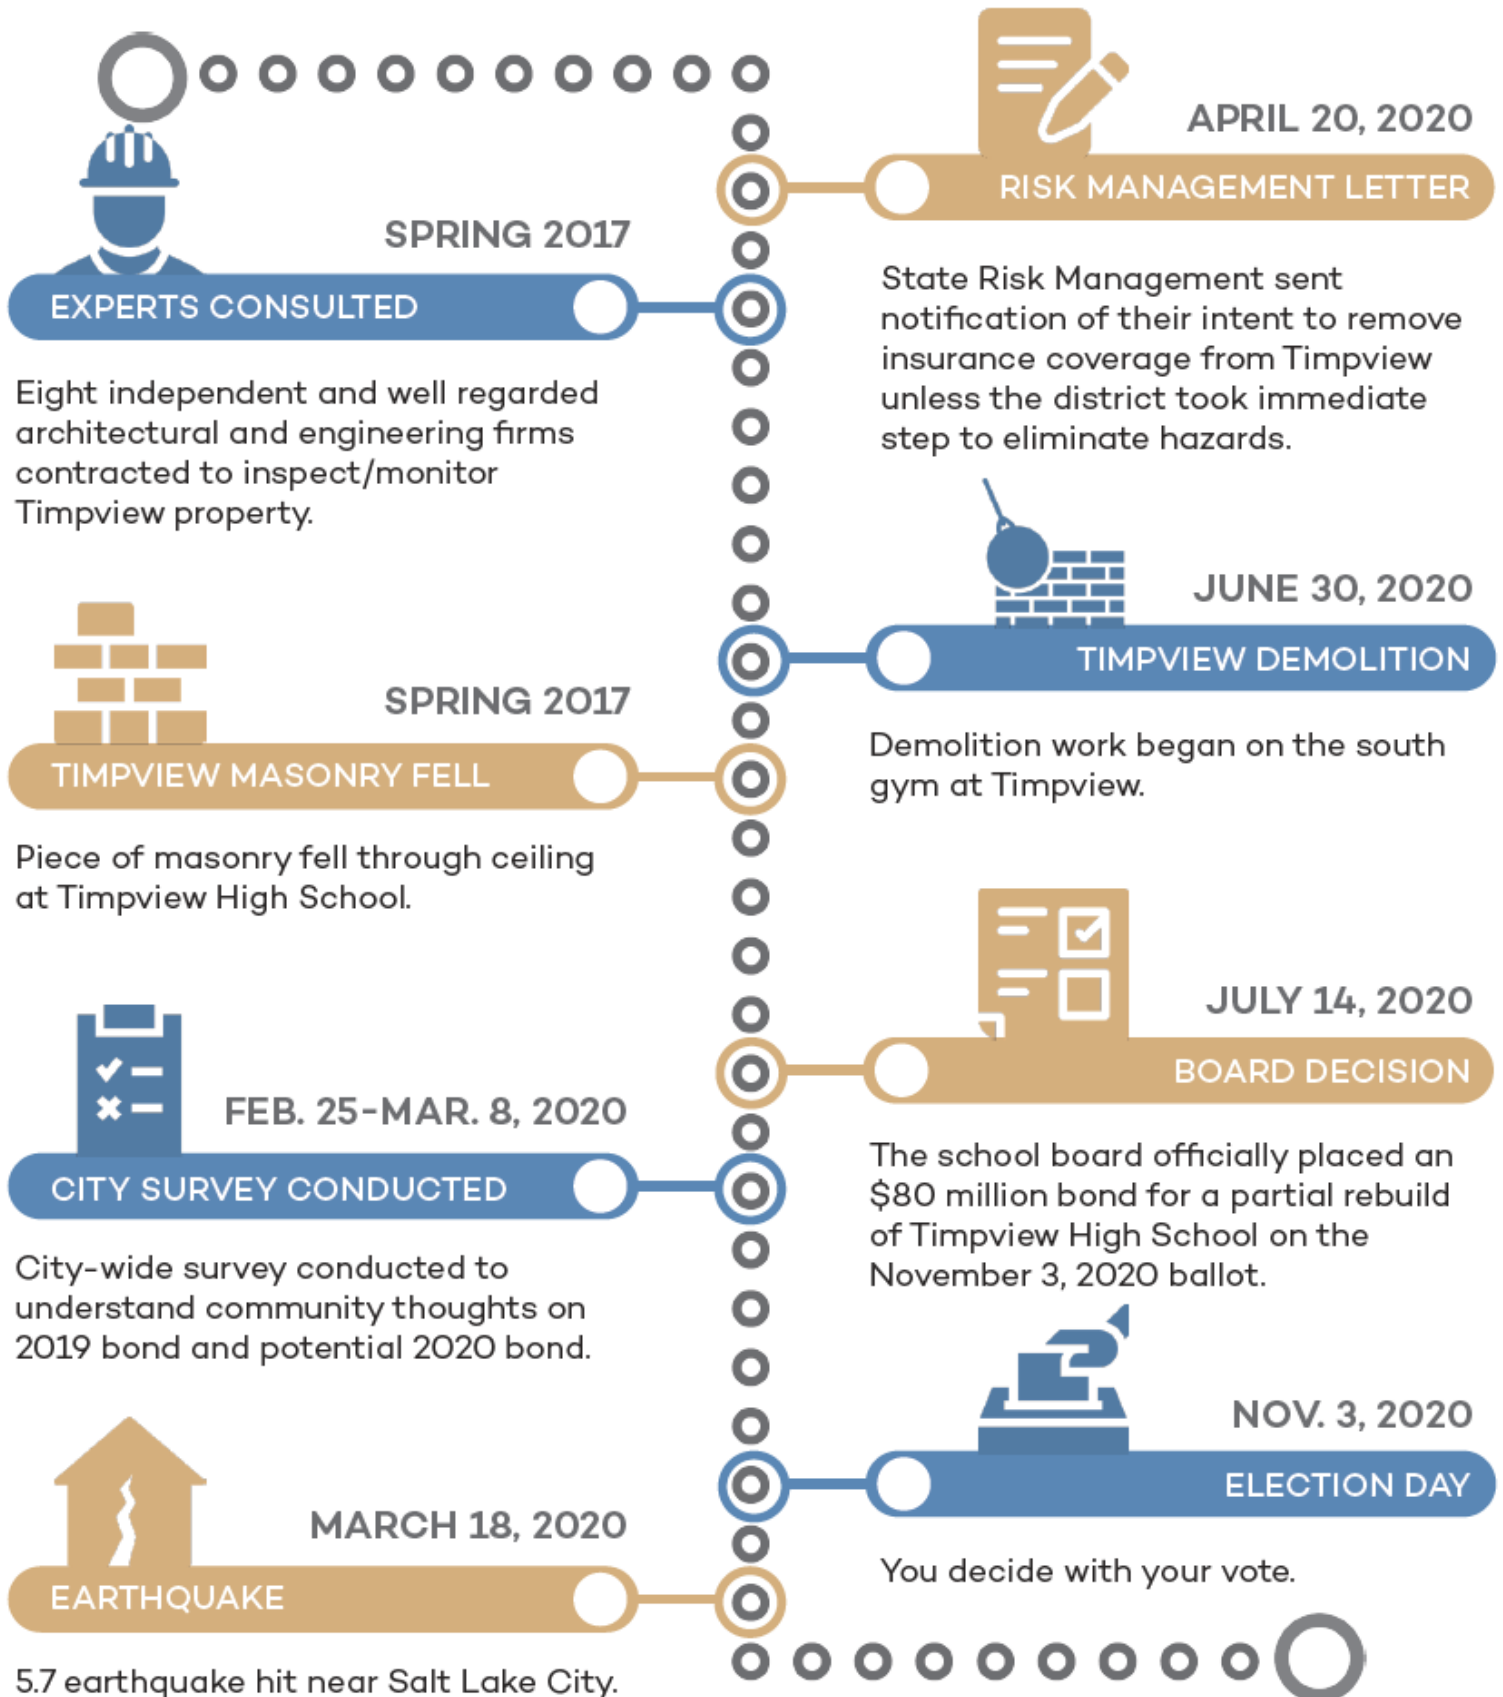 SPRING 2017
EXPERTS CONSULTED
Eight independent and well regarded
architectural and engineering firms
contracted to inspect/monitor
Timpview property.
SPRING 2017
TIMPVIEW MASONRY FELL
Piece of masonry fell through ceiling
at Timpview High School.
FEB. 25-MAR. 8, 2020
CITY SURVEY CONDUCTED
City-wide survey conducted to
understand community thoughts on
2019 bond and potential 2020 bond.
MARCH 18, 2020
EARTHQUAKE
5.7 earthquake hit near Salt Lake City.
APRIL 20, 2020
RISK MANAGEMENT LETTER
State Risk Management sent
notification of their intent to remove
insurance coverage from Timpview
unless the district took immediate
step to eliminate hazards.
JUNE 30, 2020
TIMPVIEW DEMOLITION
Demolition work began on the south
gym at Timpview.
JULY 14, 2020
BOARD DECISION
The school board officially placed an
$80 million bond for a partial rebuild
of Timpview High School on the
November 3, 2020 ballot.
NOV. 3, 2020
ELECTION DAY
You decide with your vote.